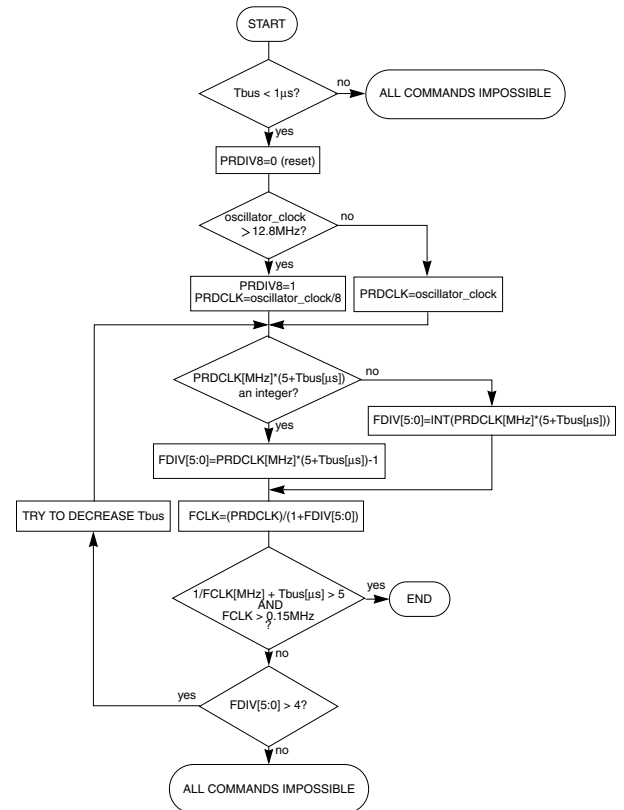 START
Tbus < 1μs?
no
ALL COMMANDS IMPOSSIBLE
yes
PRDIV8=0 (reset)
oscillator_clock
>12.8MHz?
no
yes
PRDIV8=1
PRDCLK=oscillator_clock/8
PRDCLK=oscillator_clock
PRDCLK[MHz]*(5+Tbus[μs])
an integer?
no
yes
FDIV[5:0]=INT(PRDCLK[MHz]*(5+Tbus[μs]))
FDIV[5:0]=PRDCLK[MHz]*(5+Tbus[μs])-1
TRY TO DECREASE Tbus
FCLK=(PRDCLK)/(1+FDIV[5:0])
1/FCLK[MHz] + Tbus[μs] > 5
AND
FCLK > 0.15MHz
?
yes
END
no
yes
FDIV[5:0] > 4?
no
ALL COMMANDS IMPOSSIBLE